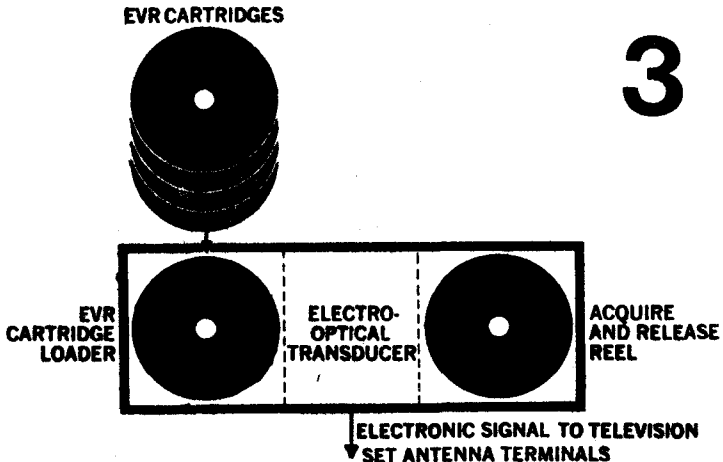 EVR CARTRIDGES
3
EVR
CARTRIDGE
LOADER
ELECTRO-
OPTICAL
TRANSDUCER
ACQUIRE
AND RELEASE
REEL
ELECTRONIC SIGNAL TO TELEVISION
SET ANTENNA TERMINALS